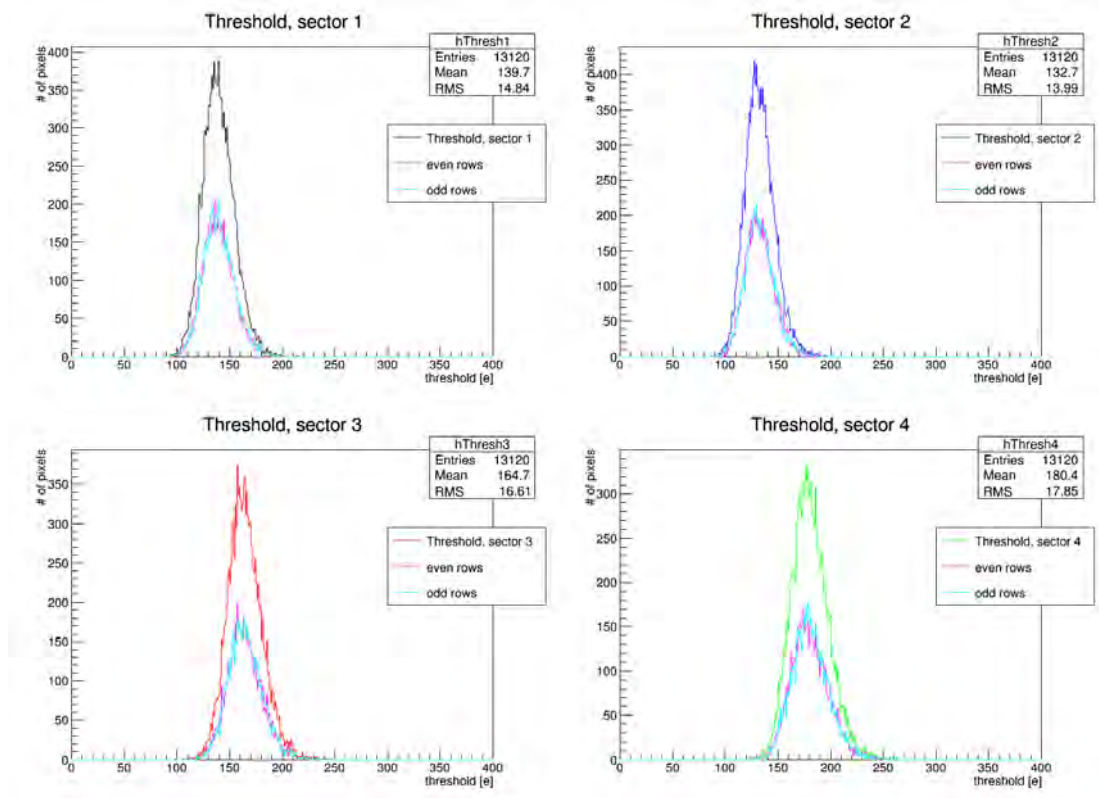 Threshold, sector 1
# of pixels
400
350
300
250
200
150
100
50
0
0 50 100 150 200 250 300 350 400
threshold [e]
hThresh1
Entries 13120
Mean 139.7
RMS 14.84
Threshold, sector 1
even rows
odd rows
Threshold, sector 2
# of pixels
400
350
300
250
200
150
100
50
0
0 50 100 150 200 250 300 350 400
threshold [e]
hThresh2
Entries 13120
Mean 132.7
RMS 13.99
Threshold, sector 2
even rows
odd rows
Threshold, sector 3
# of pixels
350
300
250
200
150
100
50
0
0 50 100 150 200 250 300 350 400
threshold [e]
hThresh3
Entries 13120
Mean 164.7
RMS 16.61
Threshold, sector 3
even rows
odd rows
Threshold, sector 4
# of pixels
300
250
200
150
100
50
0
0 50 100 150 200 250 300 350 400
threshold [e]
hThresh4
Entries 13120
Mean 180.4
RMS 17.85
Threshold, sector 4
even rows
odd rows